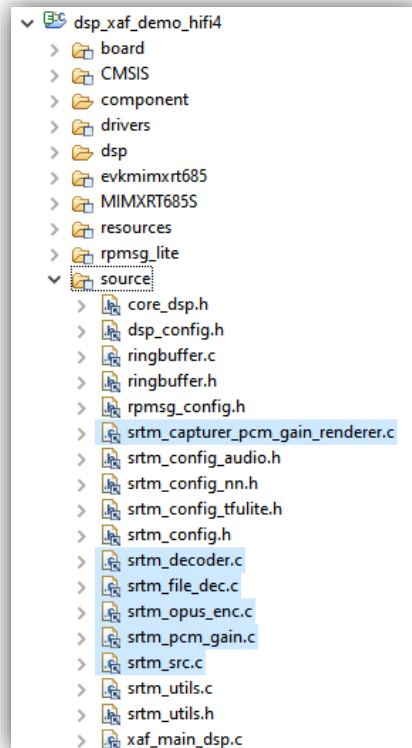 dsp_xaf_demo_hifi4
board
CMSIS
component
drivers
dsp
evkmimxrt685
MIMXRT685S
resources
rpmsg_lite
source
core_dsp.h
dsp_config.h
ringbuffer.c
ringbuffer.h
rpmsg_config.h
srtm_capturer_pcm_gain_renderer.c
srtm_config_audio.h
srtm_config_nn.h
srtm_config_tfulite.h
srtm_config.h
srtm_decoder.c
srtm_file_dec.c
srtm_opus_enc.c
srtm_pcm_gain.c
srtm_src.c
srtm_utils.c
srtm_utils.h
xaf_main_dsp.c